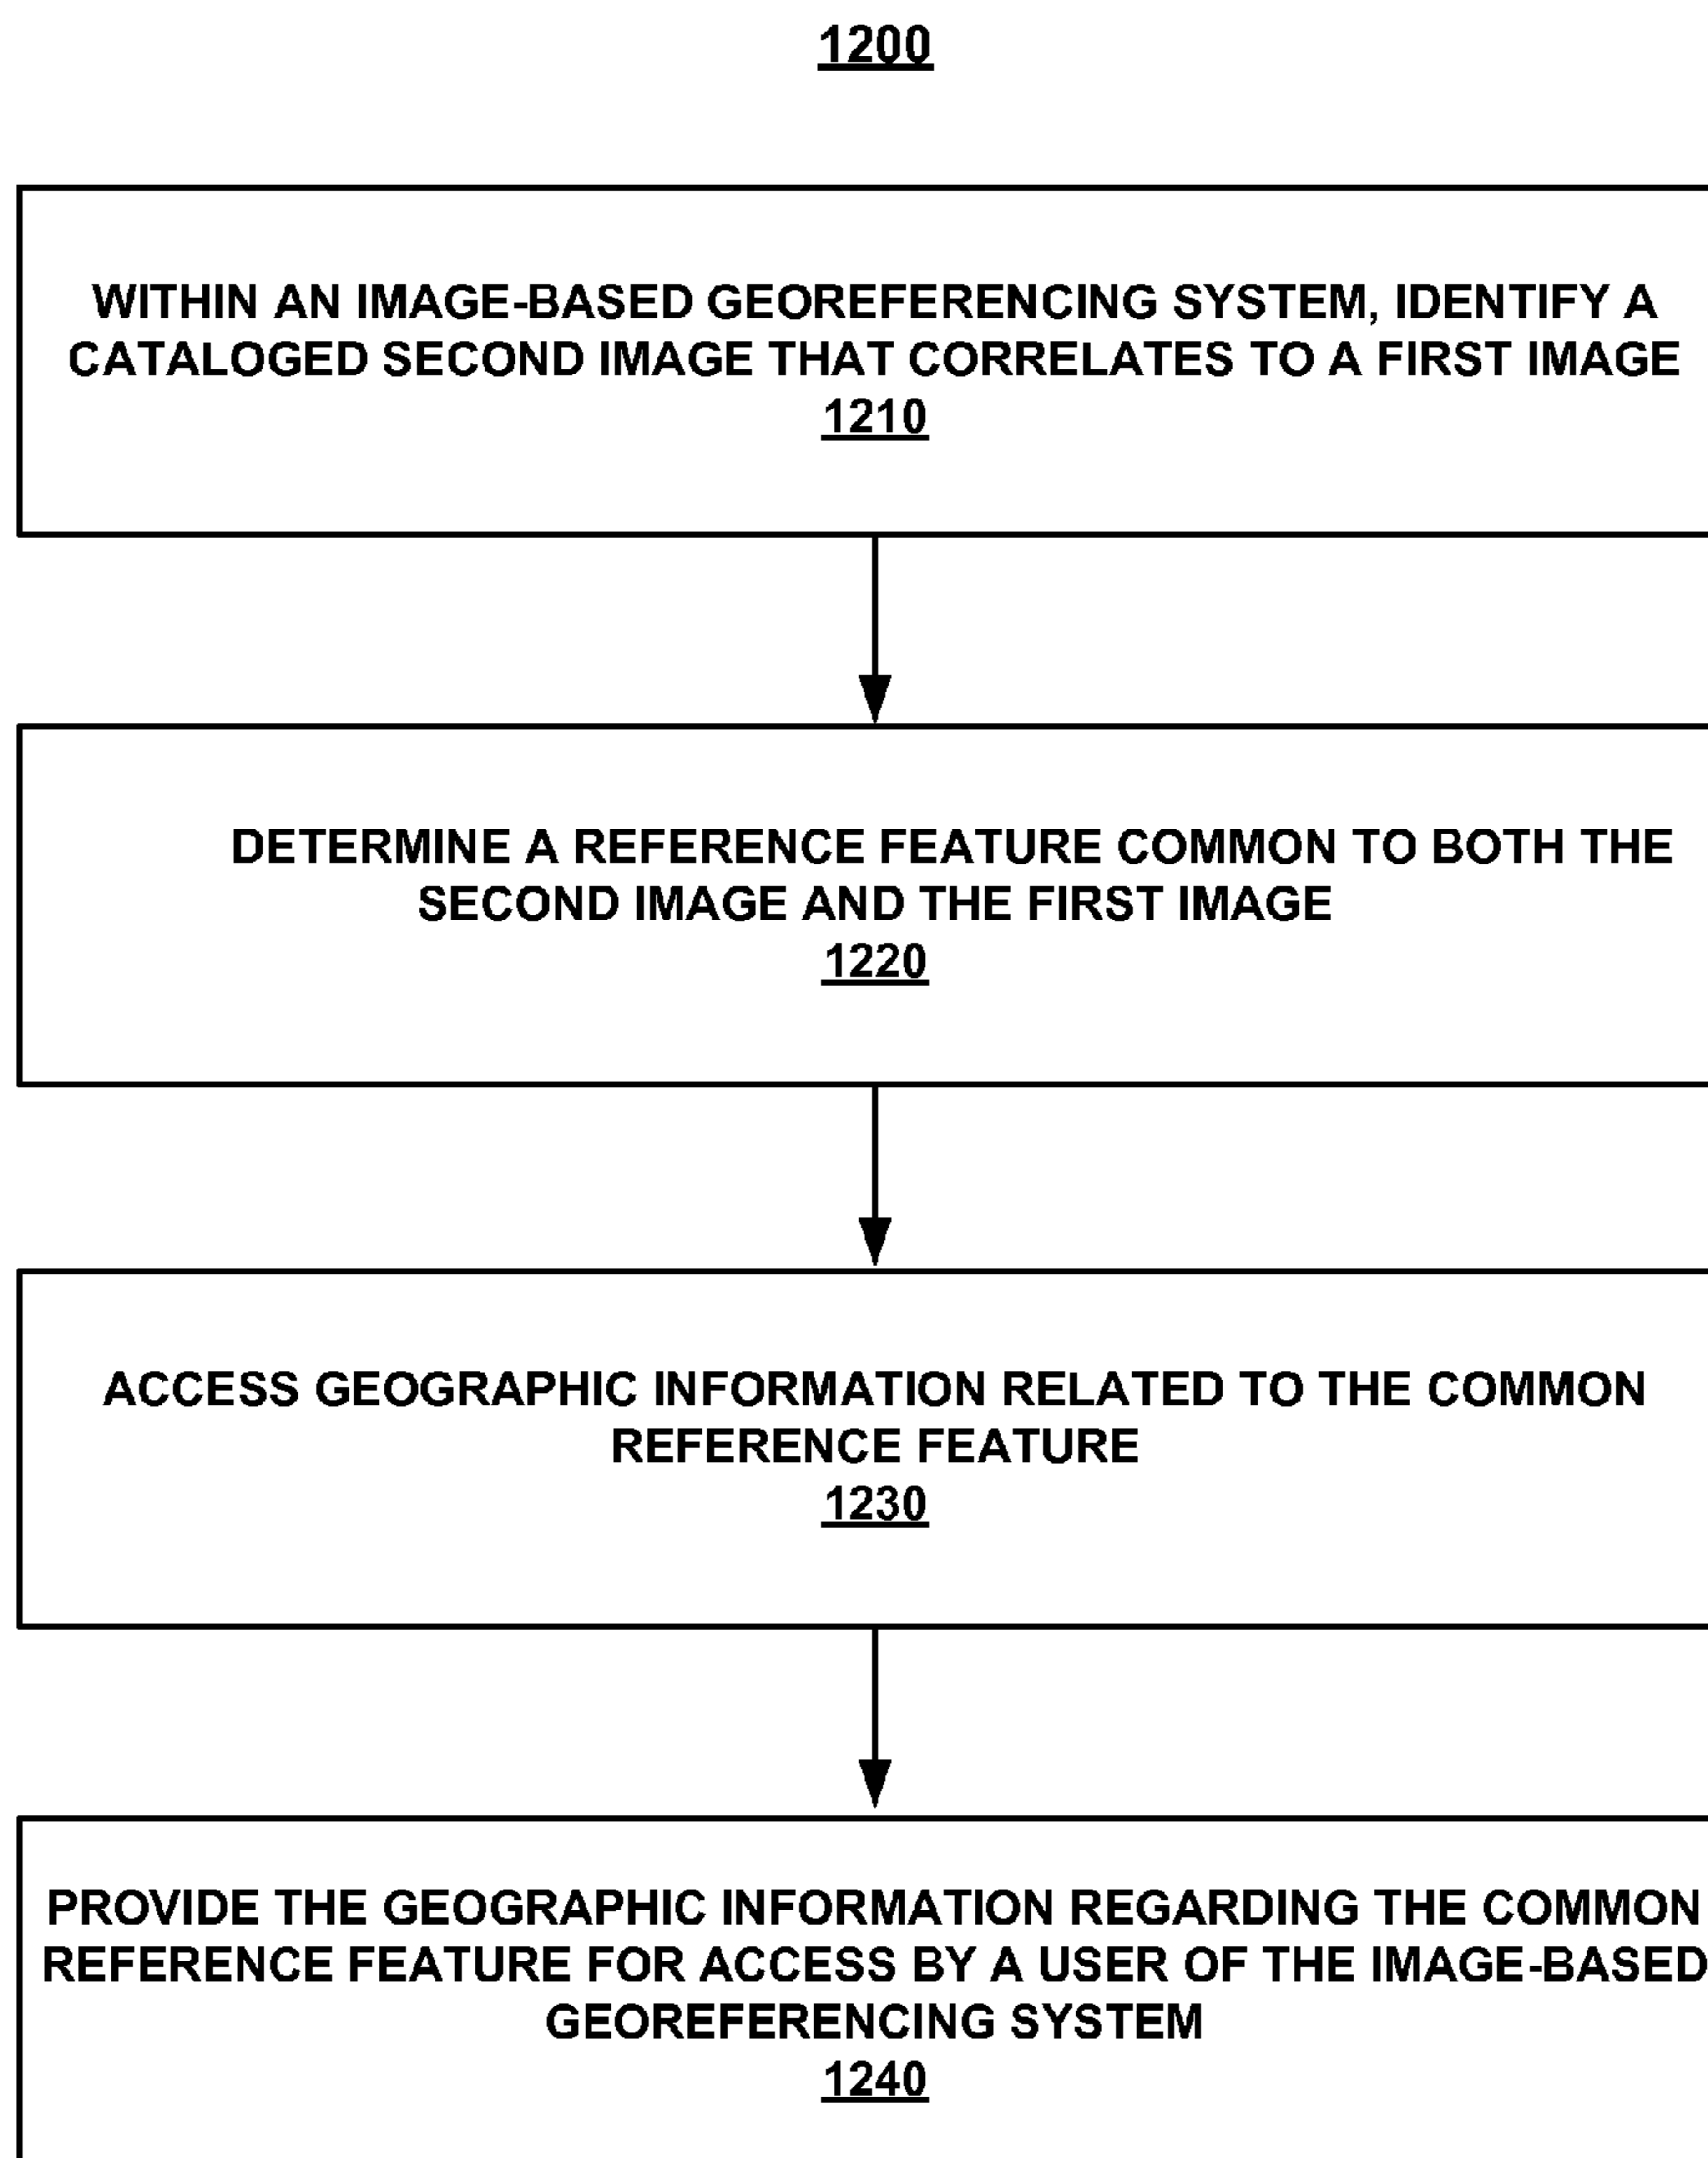 1200
WITHIN AN IMAGE-BASED GEOREFERENCING SYSTEM, IDENTIFY A
CATALOGED SECOND IMAGE THAT CORRELATES TO A FIRST IMAGE
1210
DETERMINE A REFERENCE FEATURE COMMON TO BOTH THE
SECOND IMAGE AND THE FIRST IMAGE
1220
ACCESS GEOGRAPHIC INFORMATION RELATED TO THE COMMON
REFERENCE FEATURE
1230
PROVIDE THE GEOGRAPHIC INFORMATION REGARDING THE COMMON
REFERENCE FEATURE FOR ACCESS BY A USER OF THE IMAGE-BASED
GEOREFERENCING SYSTEM
1240